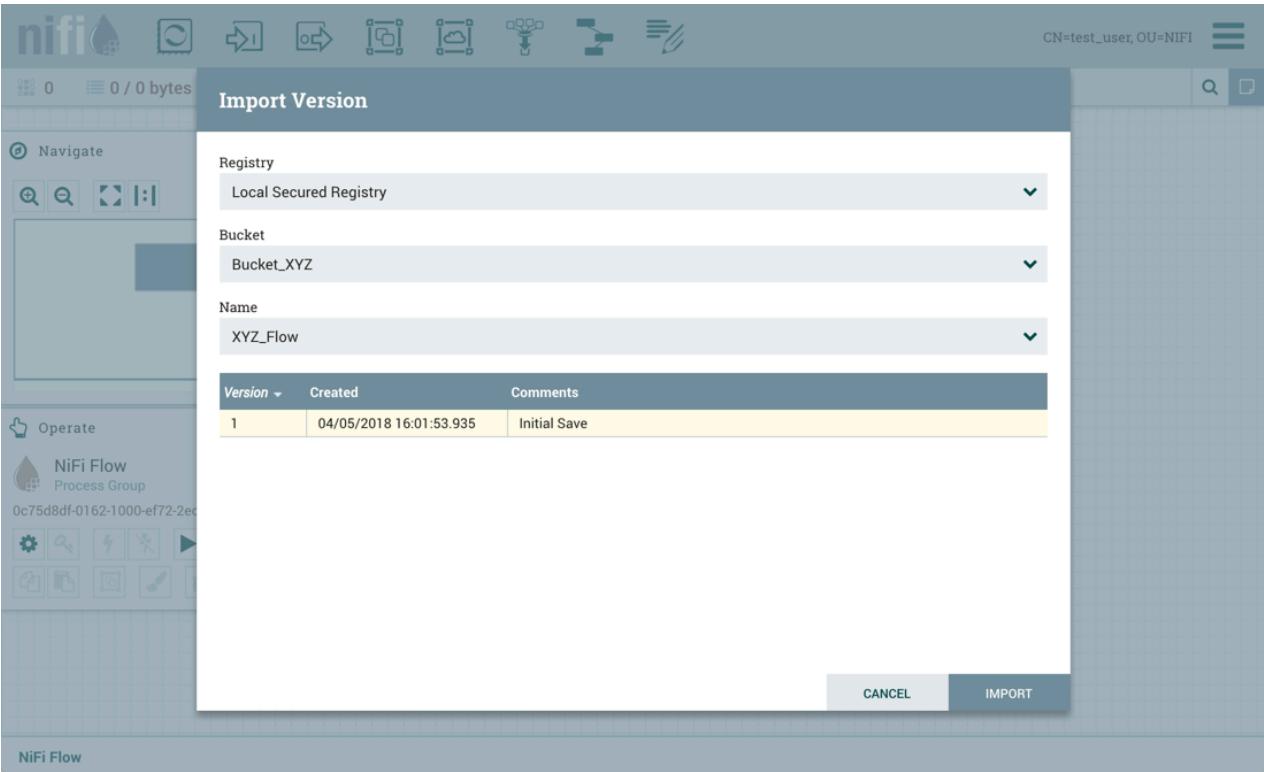 nifi
CN=test_user, OU=NIFI
0
0 / 0 bytes
Import Version
Navigate
Registry
Local Secured Registry
Bucket
Bucket_XYZ
Name
XYZ_Flow
Version Created Comments
1 04/05/2018 16:01:53.935 Initial Save
Operate
NiFi Flow
Process Group
0c75d8df-0162-1000-ef72-2ec
CANCEL IMPORT
NiFi Flow